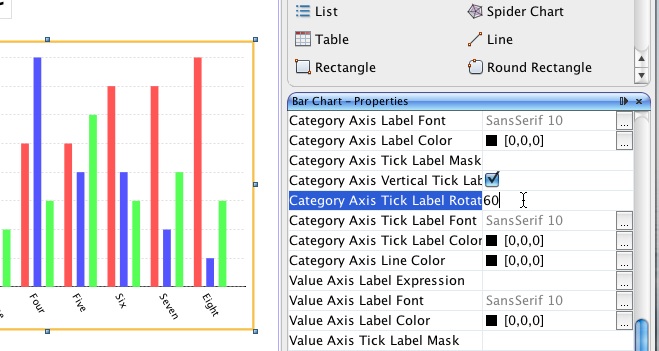 List
Spider Chart
Table
Line
Rectangle
Round Rectangle
Bar Chart – Properties
Category Axis Label Font SansSerif 10 ...
Category Axis Label Color [0,0,0] ...
Category Axis Tick Label Mask
Category Axis Vertical Tick Lab
Category Axis Tick Label Rotat 60
Category Axis Tick Label Font SansSerif 10 ...
Category Axis Tick Label Color [0,0,0] ...
Category Axis Line Color [0,0,0] ...
Value Axis Label Expression ...
Value Axis Label Font SansSerif 10 ...
Value Axis Label Color [0,0,0] ...
Value Axis Tick Label Mask
Four
Five
Six
Seven
Eight